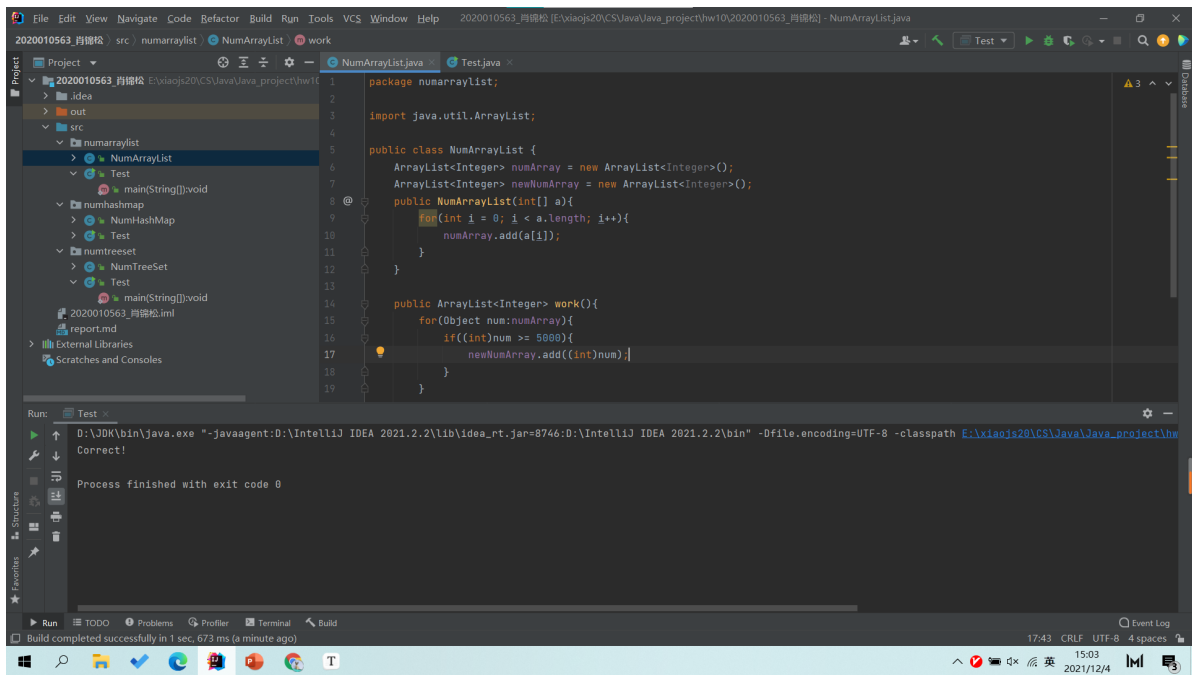 File Edit View Navigate Code Refactor Build Run Tools VCS Window Help 2020010563_肖锦松 [E:\xiaojs20\CS\Java\Java_project\hw10\2020010563_肖锦松] - NumArrayList.java
2020010563_肖锦松 src numarraylist NumArrayList work Test
Project
NumArrayList.java Test.java
2020010563_肖锦松 E:\xiaojs20\CS\Java\Java_project\hw10
.idea
out
src
numarraylist
NumArrayList
Test
main(String[]):void
numhashmap
NumHashMap
Test
numtreeset
NumTreeSet
Test
main(String[]):void
2020010563_肖锦松.iml
report.md
External Libraries
Scratches and Consoles
1 package numarraylist;
2
3 import java.util.ArrayList;
4
5 public class NumArrayList {
6 ArrayList<Integer> numArray = new ArrayList<Integer>();
7 ArrayList<Integer> newNumArray = new ArrayList<Integer>();
8 @ public NumArrayList(int[] a){
9 for(int i = 0; i < a.length; i++){
10 numArray.add(a[i]);
11 }
12 }
13
14 public ArrayList<Integer> work(){
15 for(Object num:numArray){
16 if((int)num >= 5000){
17 newNumArray.add((int)num);
18 }
19 }
3
Project
Database
Structure
Favorites
Run: Test
D:\JDK\bin\java.exe "-javaagent:D:\IntelliJ IDEA 2021.2.2\lib\idea_rt.jar=8746:D:\IntelliJ IDEA 2021.2.2\bin" -Dfile.encoding=UTF-8 -classpath E:\xiaojs20\CS\Java\Java_project\hw
Correct!
Process finished with exit code 0
Run TODO Problems Profiler Terminal Build Event Log
Build completed successfully in 1 sec, 673 ms (a minute ago) 17:43 CRLF UTF-8 4 spaces
英 15:03
2021/12/4
3